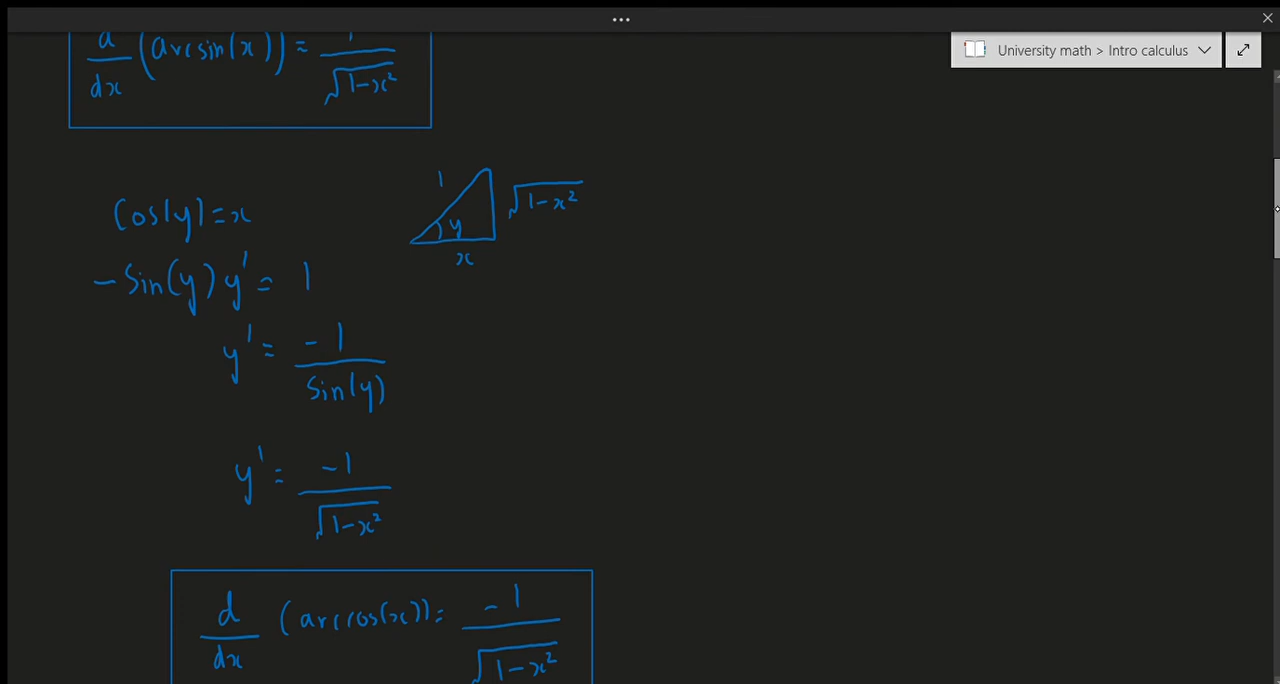 University math > Intro calculus
d/dx (arcsin(x)) = 1/√(1-x²)
1
√(1-x²)
y
x
Cos(y) = x
- Sin(y) y' = 1
y' = -1/Sin(y)
y' = -1/√(1-x²)
d/dx (arccos(x)) = -1/√(1-x²)